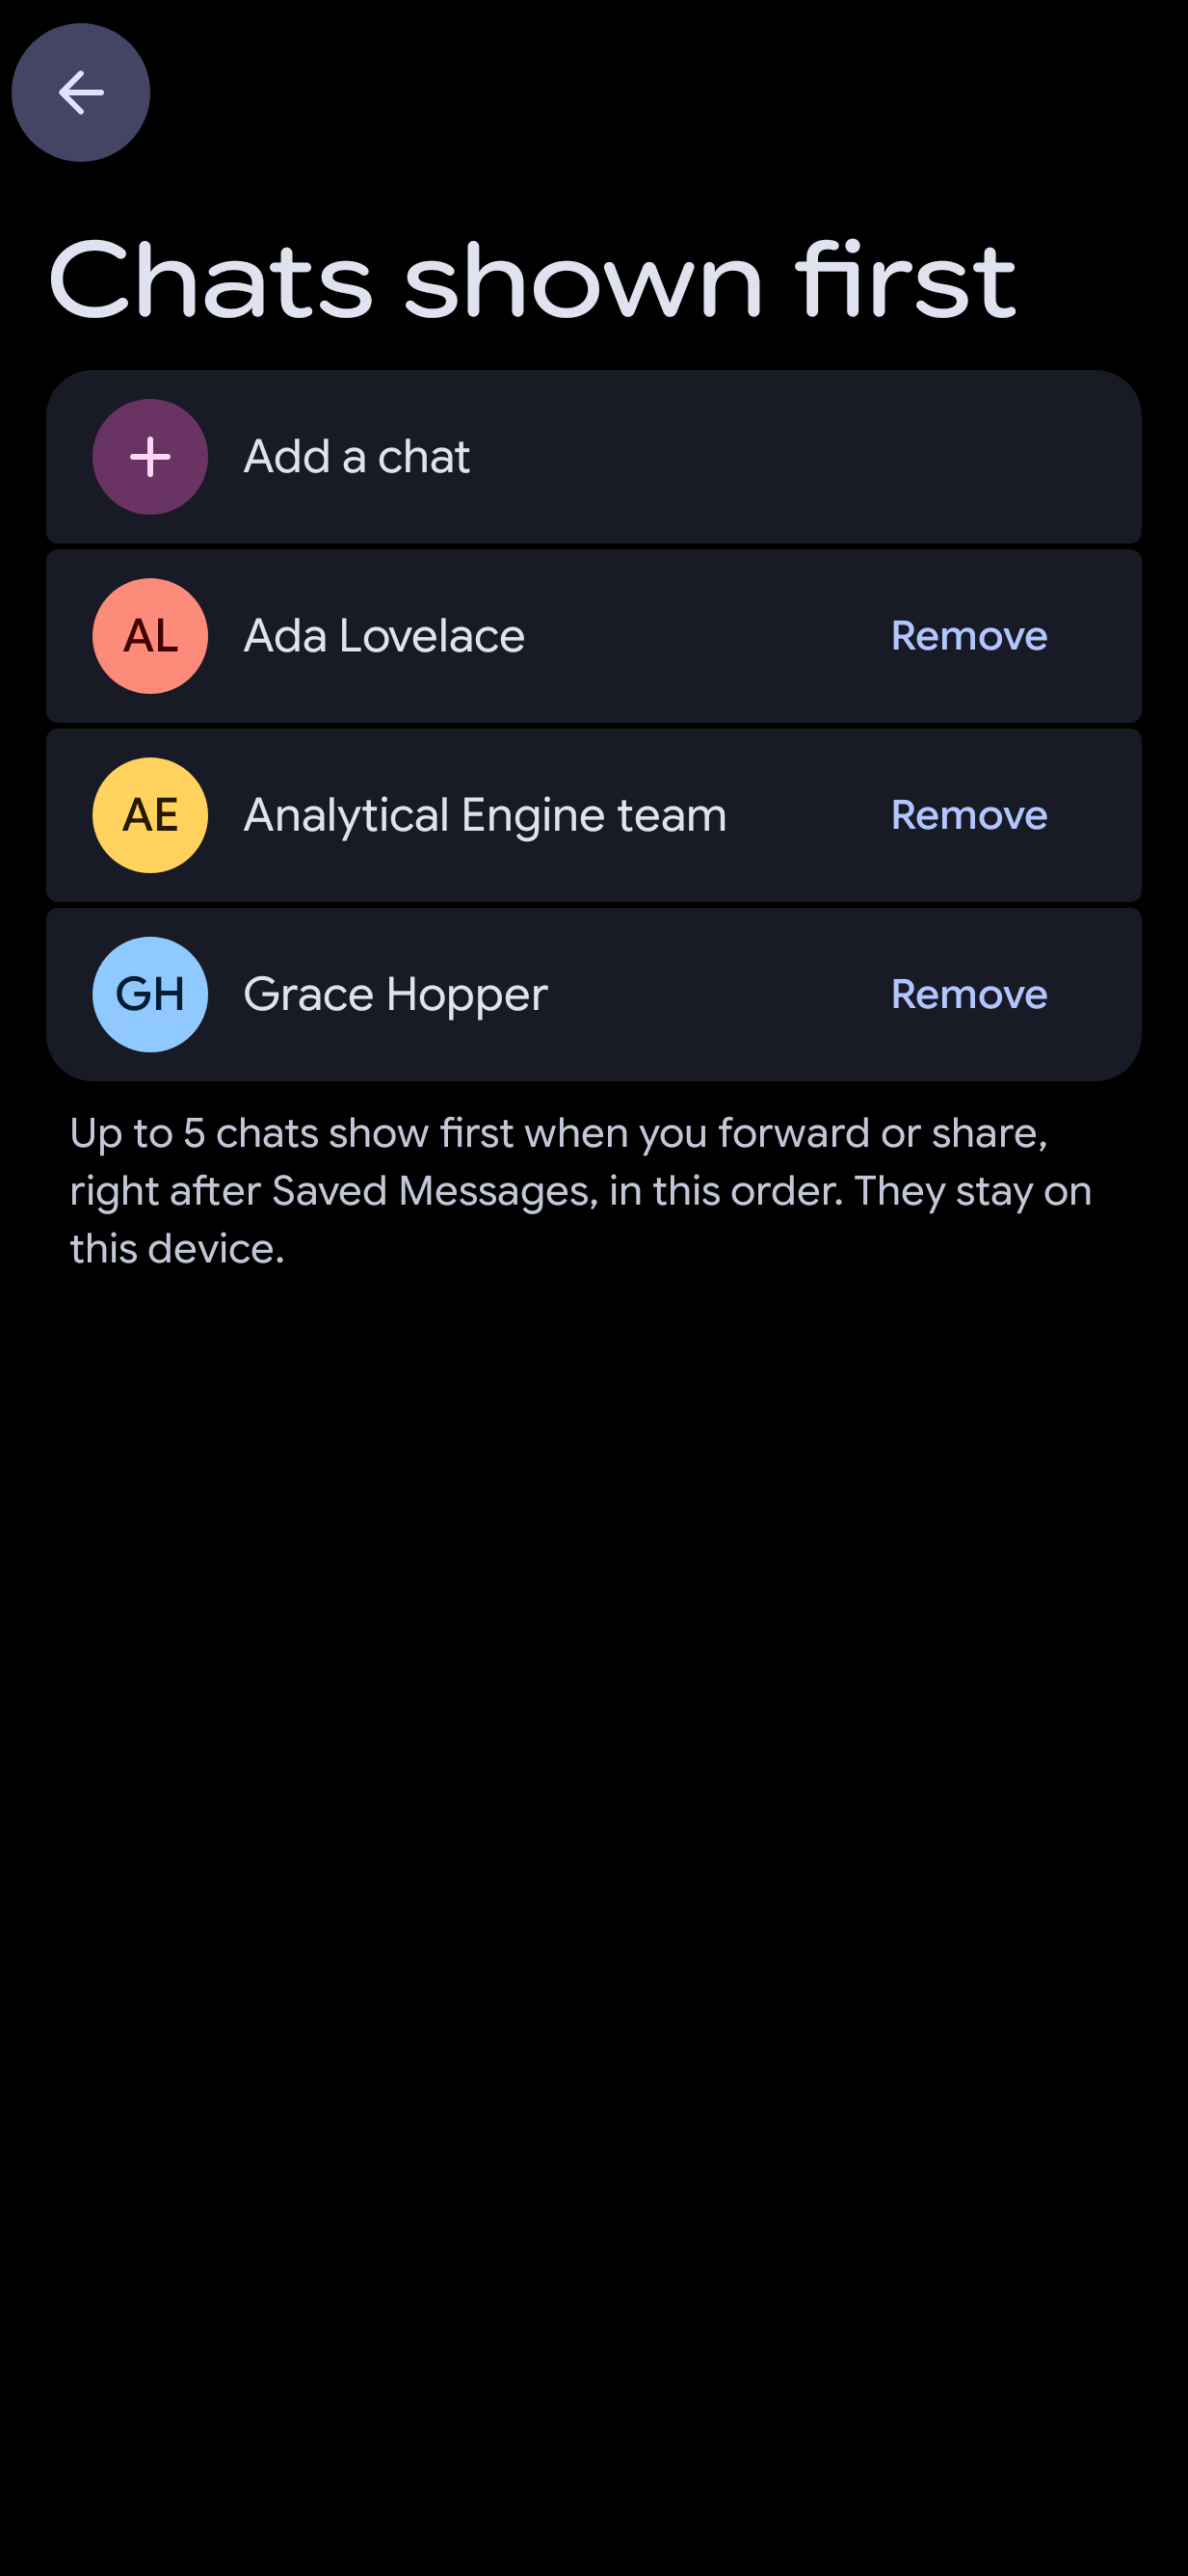 Chats shown first
Add a chat
AL Ada Lovelace Remove
AE Analytical Engine team Remove
GH Grace Hopper Remove
Up to 5 chats show first when you forward or share,
right after Saved Messages, in this order. They stay on
this device.